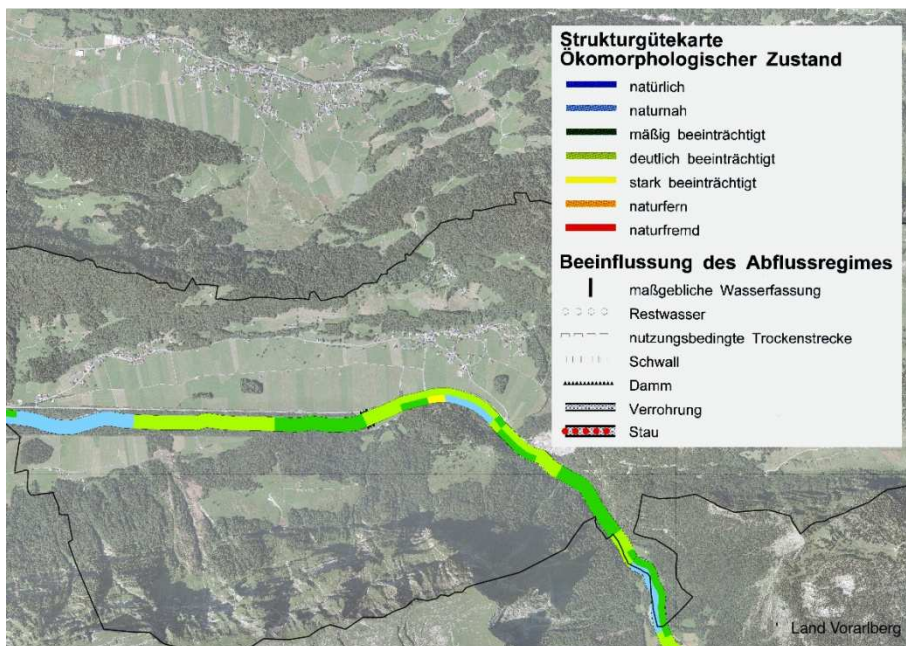 Strukturgütekarte
Ökomorphologischer Zustand
natürlich
naturnah
mäßig beeinträchtigt
deutlich beeinträchtigt
stark beeinträchtigt
naturfern
naturfremd
Beeinflussung des Abflussregimes
maßgebliche Wasserfassung
Restwasser
nutzungsbedingte Trockenstrecke
Schwall
Damm
Verrohrung
Stau
Land Vorarlberg